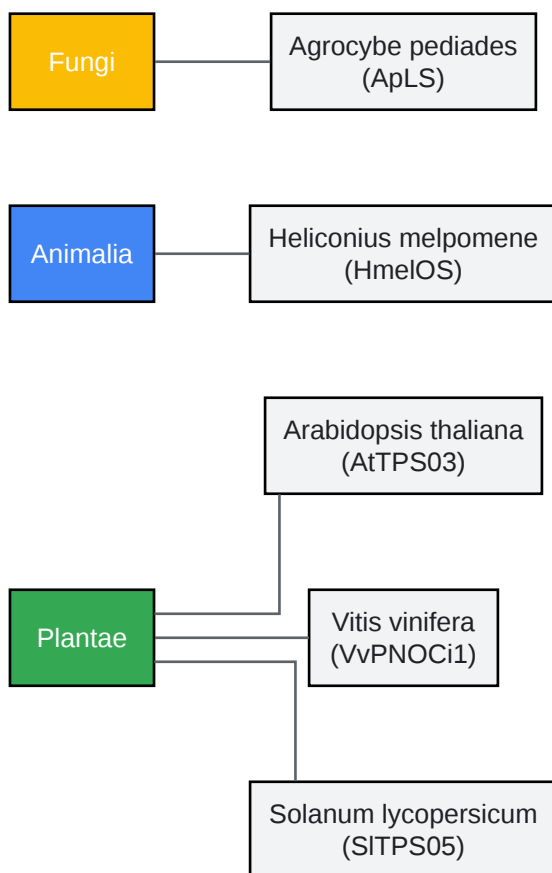 Fungi
Agrocybe pediades
(ApLS)
Animalia
Heliconius melpomene
(HmelOS)
Arabidopsis thaliana
(AtTPS03)
Plantae
Vitis vinifera
(VvPNOCi1)
Solanum lycopersicum
(SlTPS05)